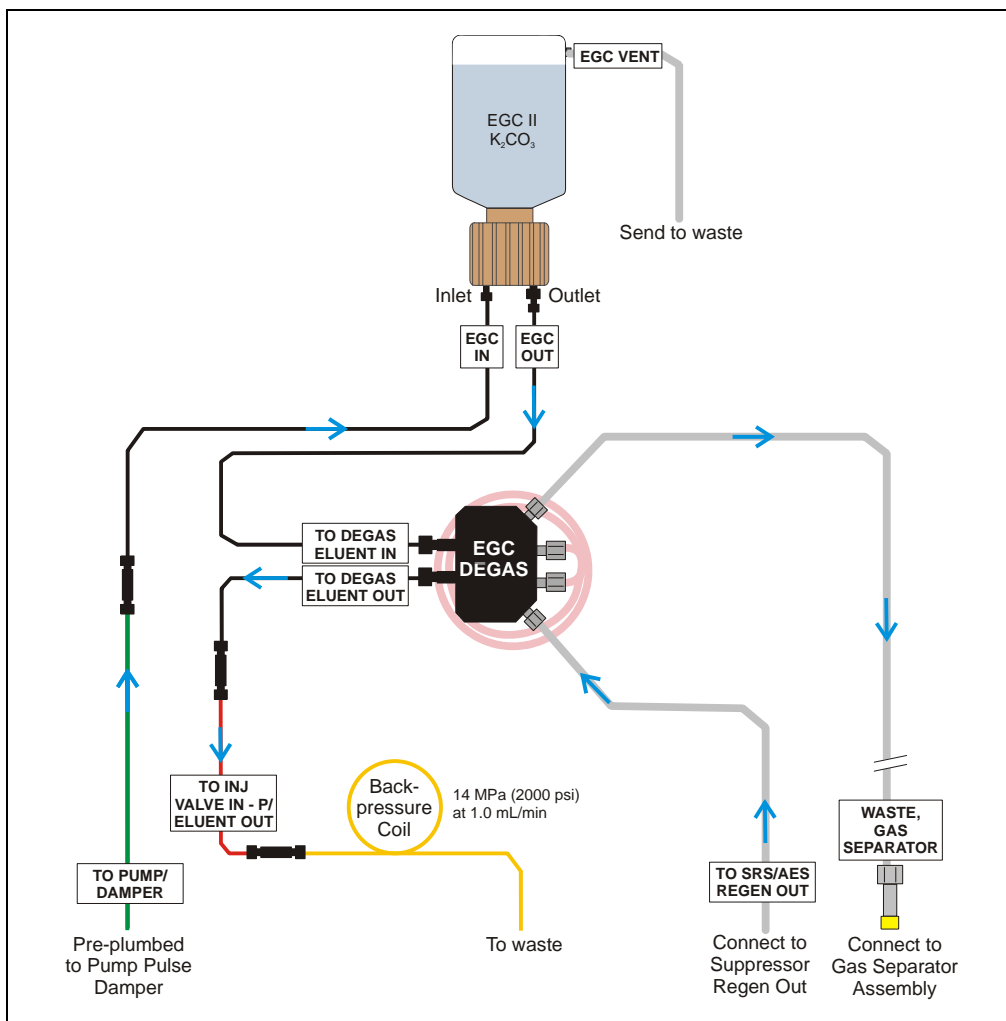 EGC VENT
EGC II
K₂CO₃
Send to waste
Inlet
Outlet
EGC
IN
EGC
OUT
TO DEGAS
ELUENT IN
TO DEGAS
ELUENT OUT
EGC
DEGAS
TO INJ
VALVE IN - P/
ELUENT OUT
Back-
pressure
Coil
14 MPa (2000 psi)
at 1.0 mL/min
WASTE,
GAS
SEPARATOR
TO PUMP/
DAMPER
TO SRS/AES
REGEN OUT
Pre-plumbed
to Pump Pulse
Damper
To waste
Connect to
Suppressor
Regen Out
Connect to
Gas Separator
Assembly